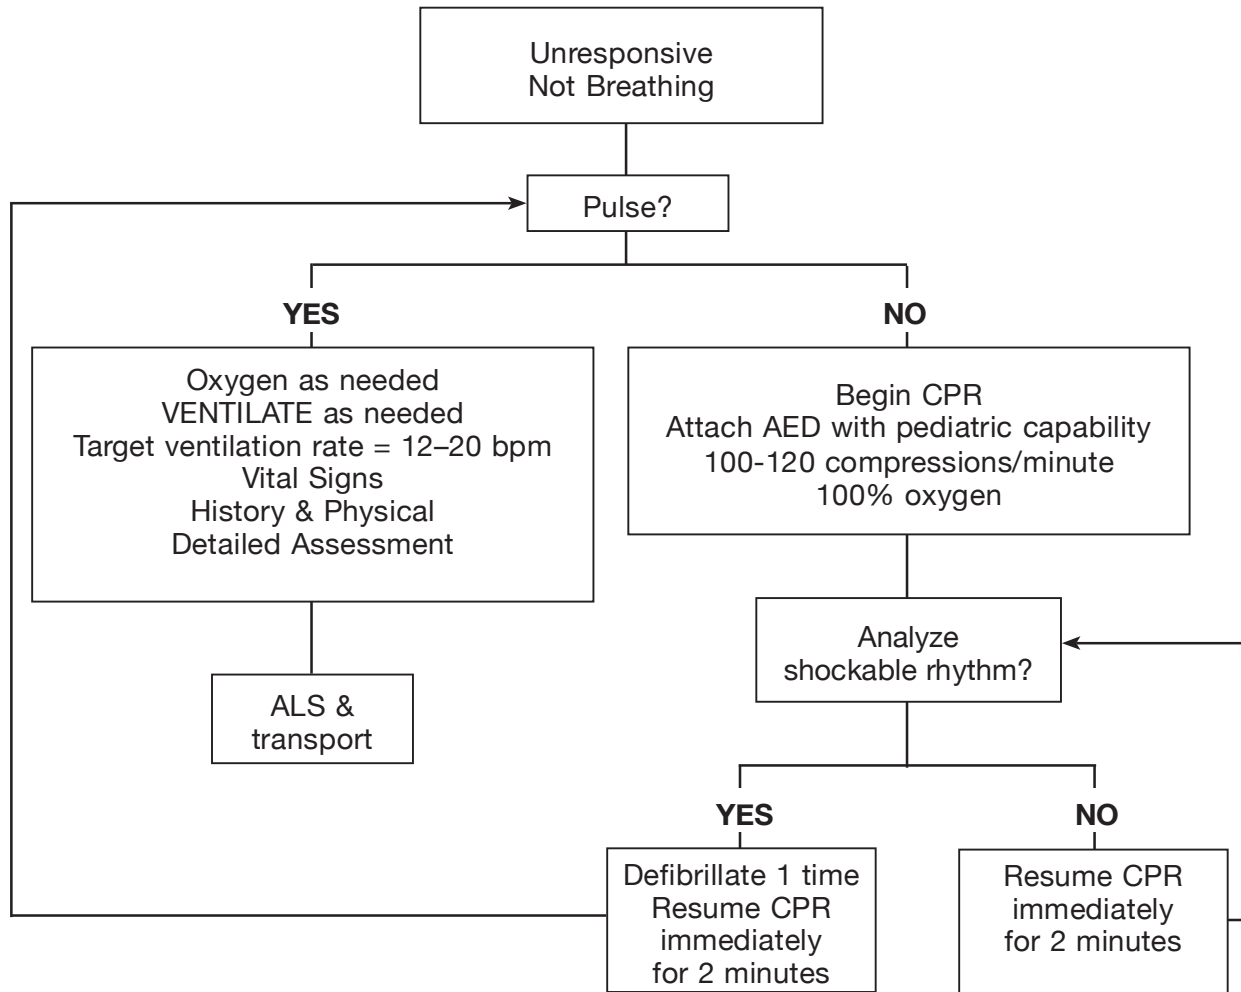 Unresponsive
Not Breathing
Pulse?
YES
NO
Oxygen as needed
VENTILATE as needed
Target ventilation rate = 12–20 bpm
Vital Signs
History & Physical
Detailed Assessment
Begin CPR
Attach AED with pediatric capability
100-120 compressions/minute
100% oxygen
Analyze
shockable rhythm?
ALS &
transport
YES
NO
Defibrillate 1 time
Resume CPR
immediately
for 2 minutes
Resume CPR
immediately
for 2 minutes